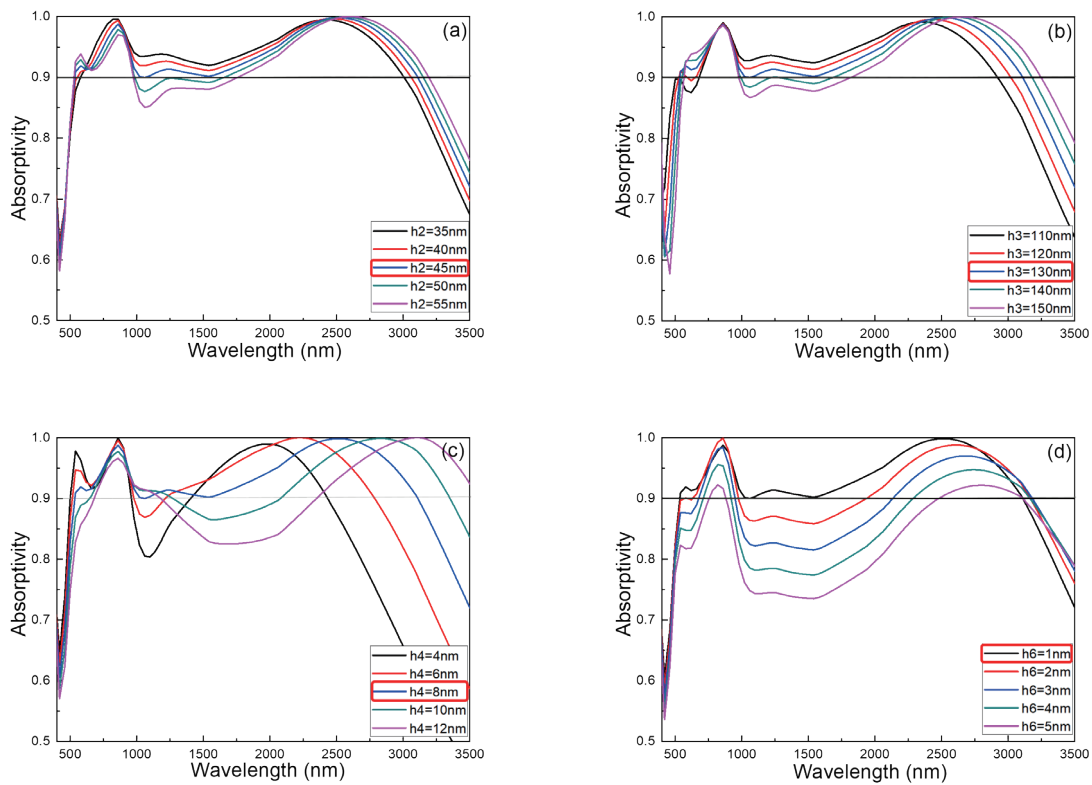 (a)
1.0
0.9
1.0
0.8
0.7
0.6
0.5
Absorptivity
h2=35nm
h2=40nm
h2=45nm
h2=50nm
h2=55nm
500 1000 1500 2000 2500 3000 3500
Wavelength (nm)
(b)
1.0
0.9
1.0
0.8
0.7
0.6
0.5
Absorptivity
h3=110nm
h3=120nm
h3=130nm
h3=140nm
h3=150nm
500 1000 1500 2000 2500 3000 3500
Wavelength (nm)
(c)
1.0
0.9
0.8
0.7
0.6
0.5
Absorptivity
h4=4nm
h4=6nm
h4=8nm
h4=10nm
h4=12nm
500 1000 1500 2000 2500 3000 3500
Wavelength (nm)
(d)
1.0
0.9
0.8
0.7
0.6
0.5
Absorptivity
h6=1nm
h6=2nm
h6=3nm
h6=4nm
h6=5nm
500 1000 1500 2000 2500 3000 3500
Wavelength (nm)